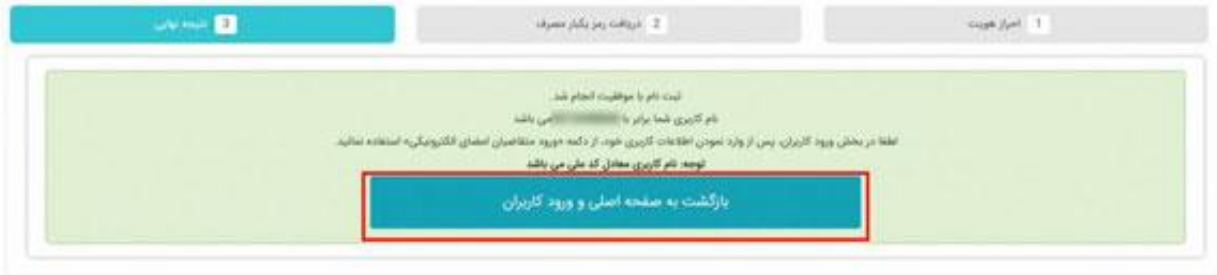 1 احراز هویت
2 دریافت رمز یکبار مصرف
3 نتیجه نهایی
ثبت نام با موفقیت انجام شد.
نام کاربری شما برابر با می باشد
لطفا در بخش ورود کاربران، پس از وارد نمودن اطلاعات کاربری خود، از دکمه «ورود متقاضیان امضای الکترونیکی» استفاده نمائید.
توجه: نام کاربری معادل کد ملی می باشد
بازگشت به صفحه اصلی و ورود کاربران